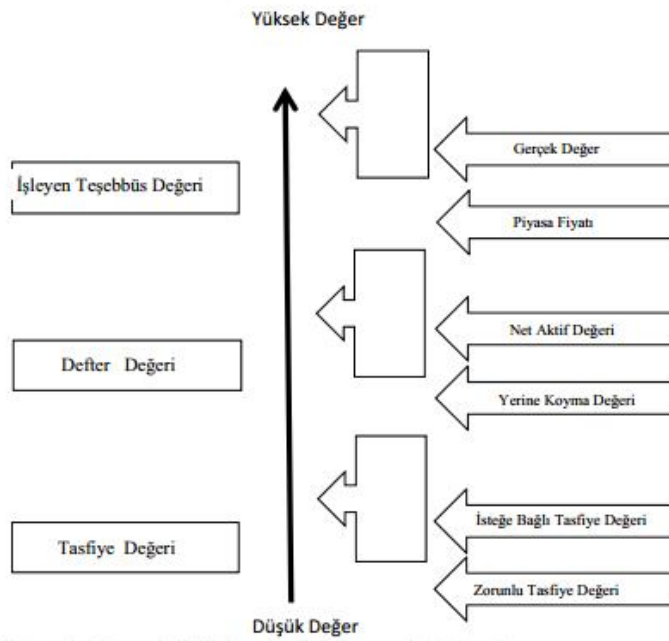 Yüksek Değer
Gerçek Değer
İşleyen Teşebbüs Değeri
Piyasa Fiyatı
Net Aktif Değeri
Defter Değeri
Yerine Koyma Değeri
İsteğe Bağlı Tasfiye Değeri
Tasfiye Değeri
Zorunlu Tasfiye Değeri
Düşük Değer